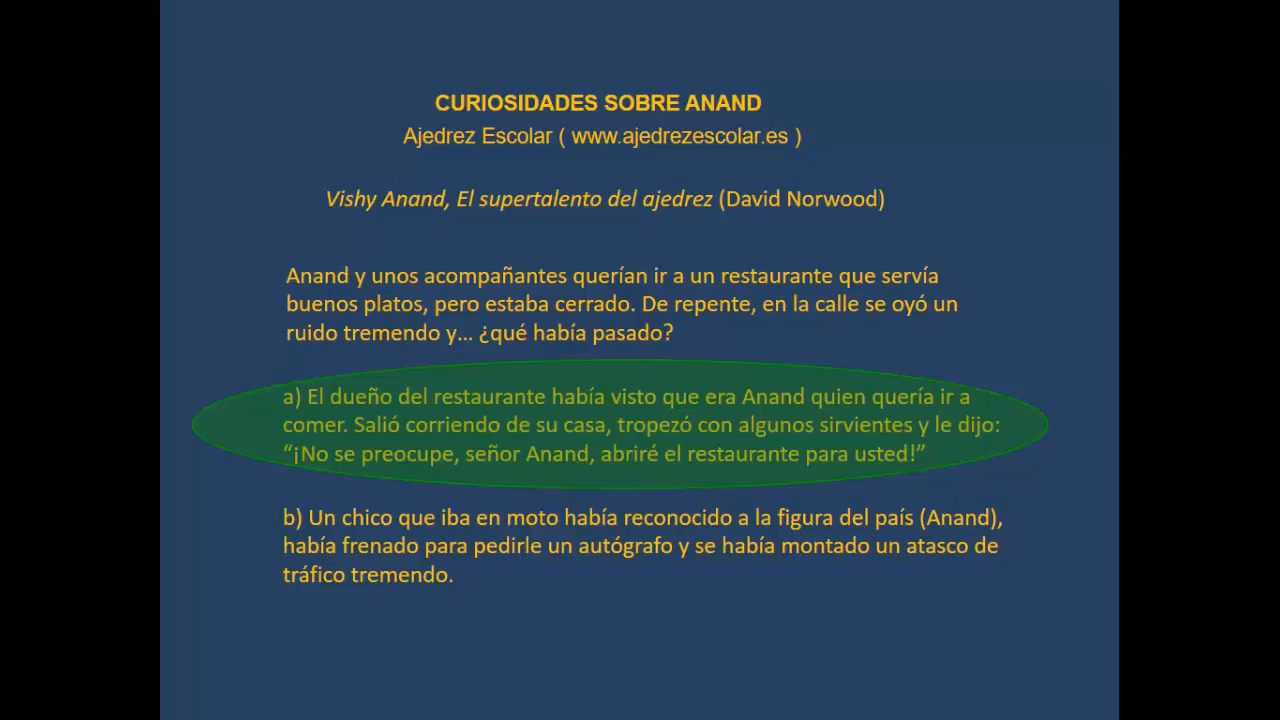 CURIOSIDADES SOBRE ANAND
Ajedrez Escolar ( www.ajedrezescolar.es )
Vishy Anand, El supertalento del ajedrez (David Norwood)
Anand y unos acompañantes querían ir a un restaurante que servía
buenos platos, pero estaba cerrado. De repente, en la calle se oyó un
ruido tremendo y... ¿qué había pasado?
a) El dueño del restaurante había visto que era Anand quien quería ir a
comer. Salió corriendo de su casa, tropezó con algunos sirvientes y le dijo:
“¡No se preocupe, señor Anand, abriré el restaurante para usted!”
b) Un chico que iba en moto había reconocido a la figura del país (Anand),
había frenado para pedirle un autógrafo y se había montado un atasco de
tráfico tremendo.